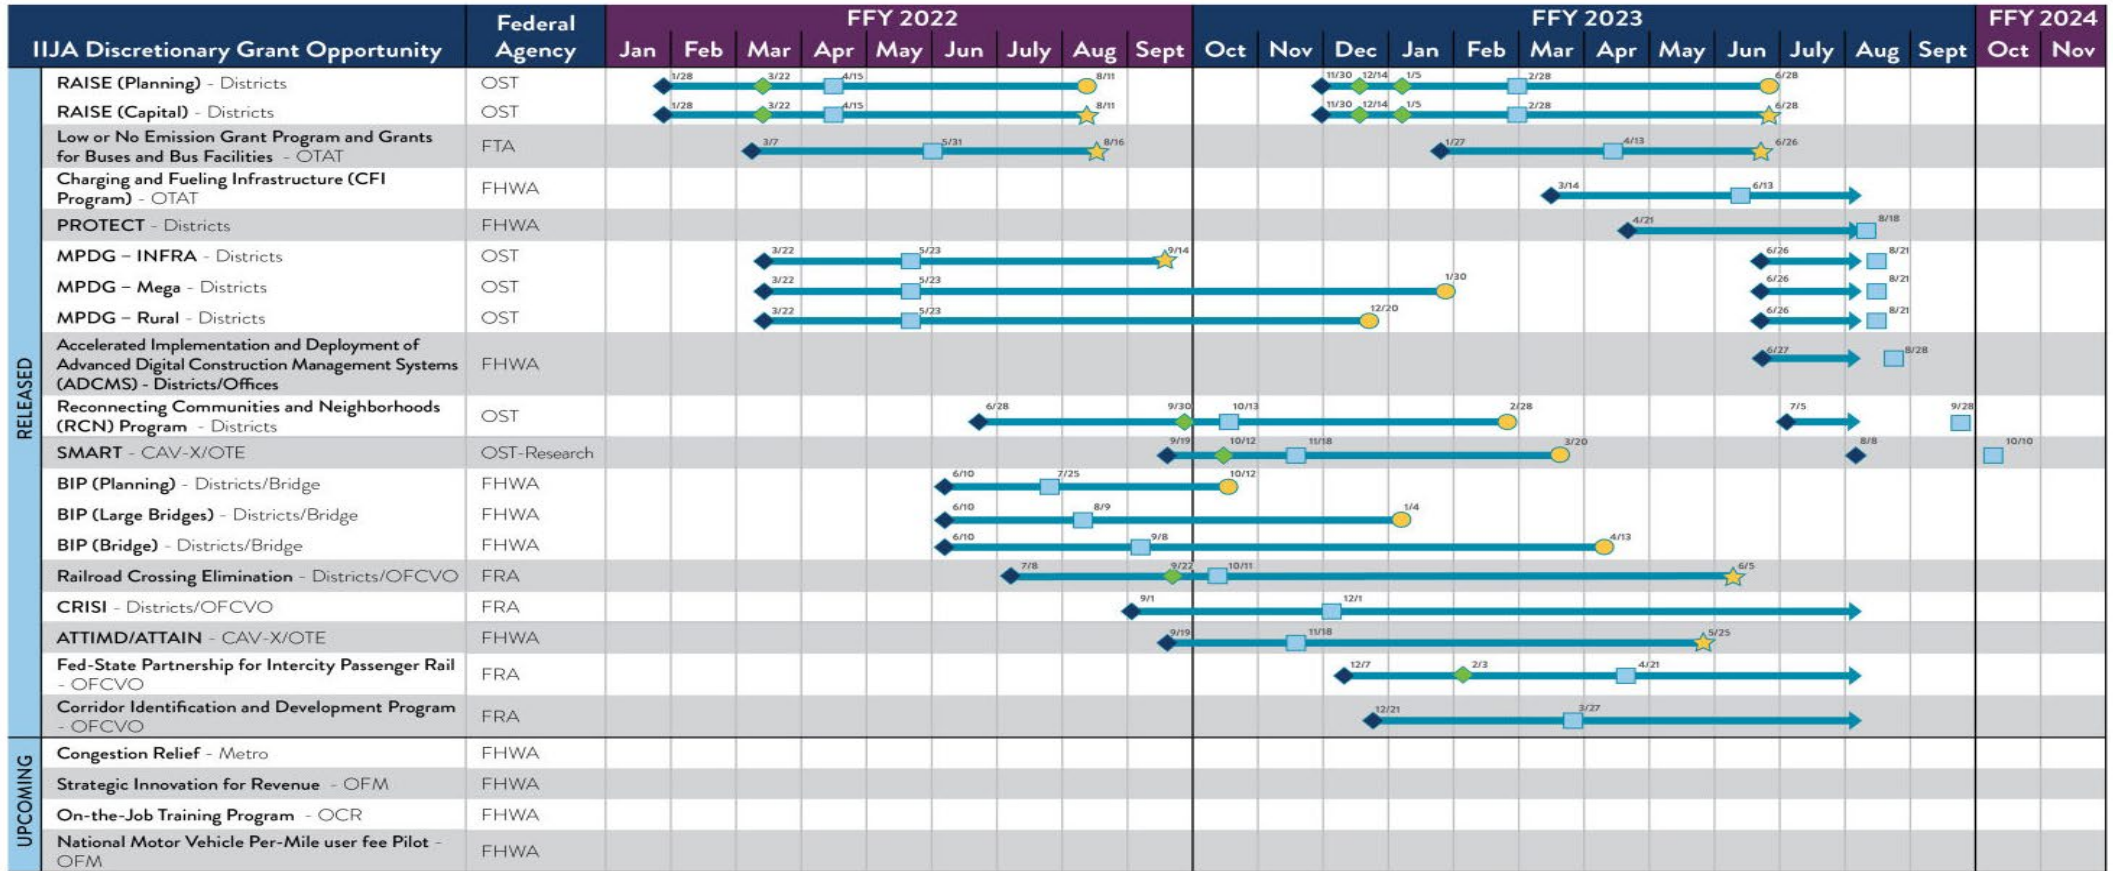 FFY 2022
FFY 2023
FFY 2024
IIJA Discretionary Grant Opportunity
Federal
Agency
Jan Feb Mar Apr May Jun July Aug Sept Oct Nov Dec Jan Feb Mar Apr May Jun July Aug Sept Oct Nov
RELEASED
RAISE (Planning) - Districts
OST
1/28 3/22 4/15 8/11 11/30 12/14 1/5 2/28 6/28
RAISE (Capital) - Districts
OST
1/28 3/22 4/15 8/11 11/30 12/14 1/5 2/28 6/28
Low or No Emission Grant Program and Grants
for Buses and Bus Facilities - OTAT
FTA
3/7 5/31 8/16 1/27 4/13 6/26
Charging and Fueling Infrastructure (CFI
Program) - OTAT
FHWA
3/14 6/13
PROTECT - Districts
FHWA
4/21 8/18
MPDG – INFRA - Districts
OST
3/22 5/23 9/14 6/26 8/21
MPDG – Mega - Districts
OST
3/22 5/23 1/30 6/26 8/21
MPDG – Rural - Districts
OST
3/22 5/23 12/20 6/26 8/21
Accelerated Implementation and Deployment of
Advanced Digital Construction Management Systems
(ADCMS) - Districts/Offices
FHWA
6/27 8/28
Reconnecting Communities and Neighborhoods
(RCN) Program - Districts
OST
6/28 9/30 10/13 2/28 7/5 9/28
SMART - CAV-X/OTE
OST-Research
9/19 10/12 11/18 3/20 8/8 10/10
BIP (Planning) - Districts/Bridge
FHWA
6/10 7/25 10/12
BIP (Large Bridges) - Districts/Bridge
FHWA
6/10 8/9 1/4
BIP (Bridge) - Districts/Bridge
FHWA
6/10 9/8 4/13
Railroad Crossing Elimination - Districts/OFCVO
FRA
7/8 9/22 10/11 6/5
CRISI - Districts/OFCVO
FRA
9/1 12/1
ATTIMD/ATTAIN - CAV-X/OTE
FHWA
9/19 11/18 5/25
Fed-State Partnership for Intercity Passenger Rail
- OFCVO
FRA
12/7 2/3 4/21
Corridor Identification and Development Program
- OFCVO
FRA
12/21 3/27
UPCOMING
Congestion Relief - Metro
FHWA
Strategic Innovation for Revenue - OFM
FHWA
On-the-Job Training Program - OCR
FHWA
National Motor Vehicle Per-Mile user fee Pilot -
OFM
FHWA